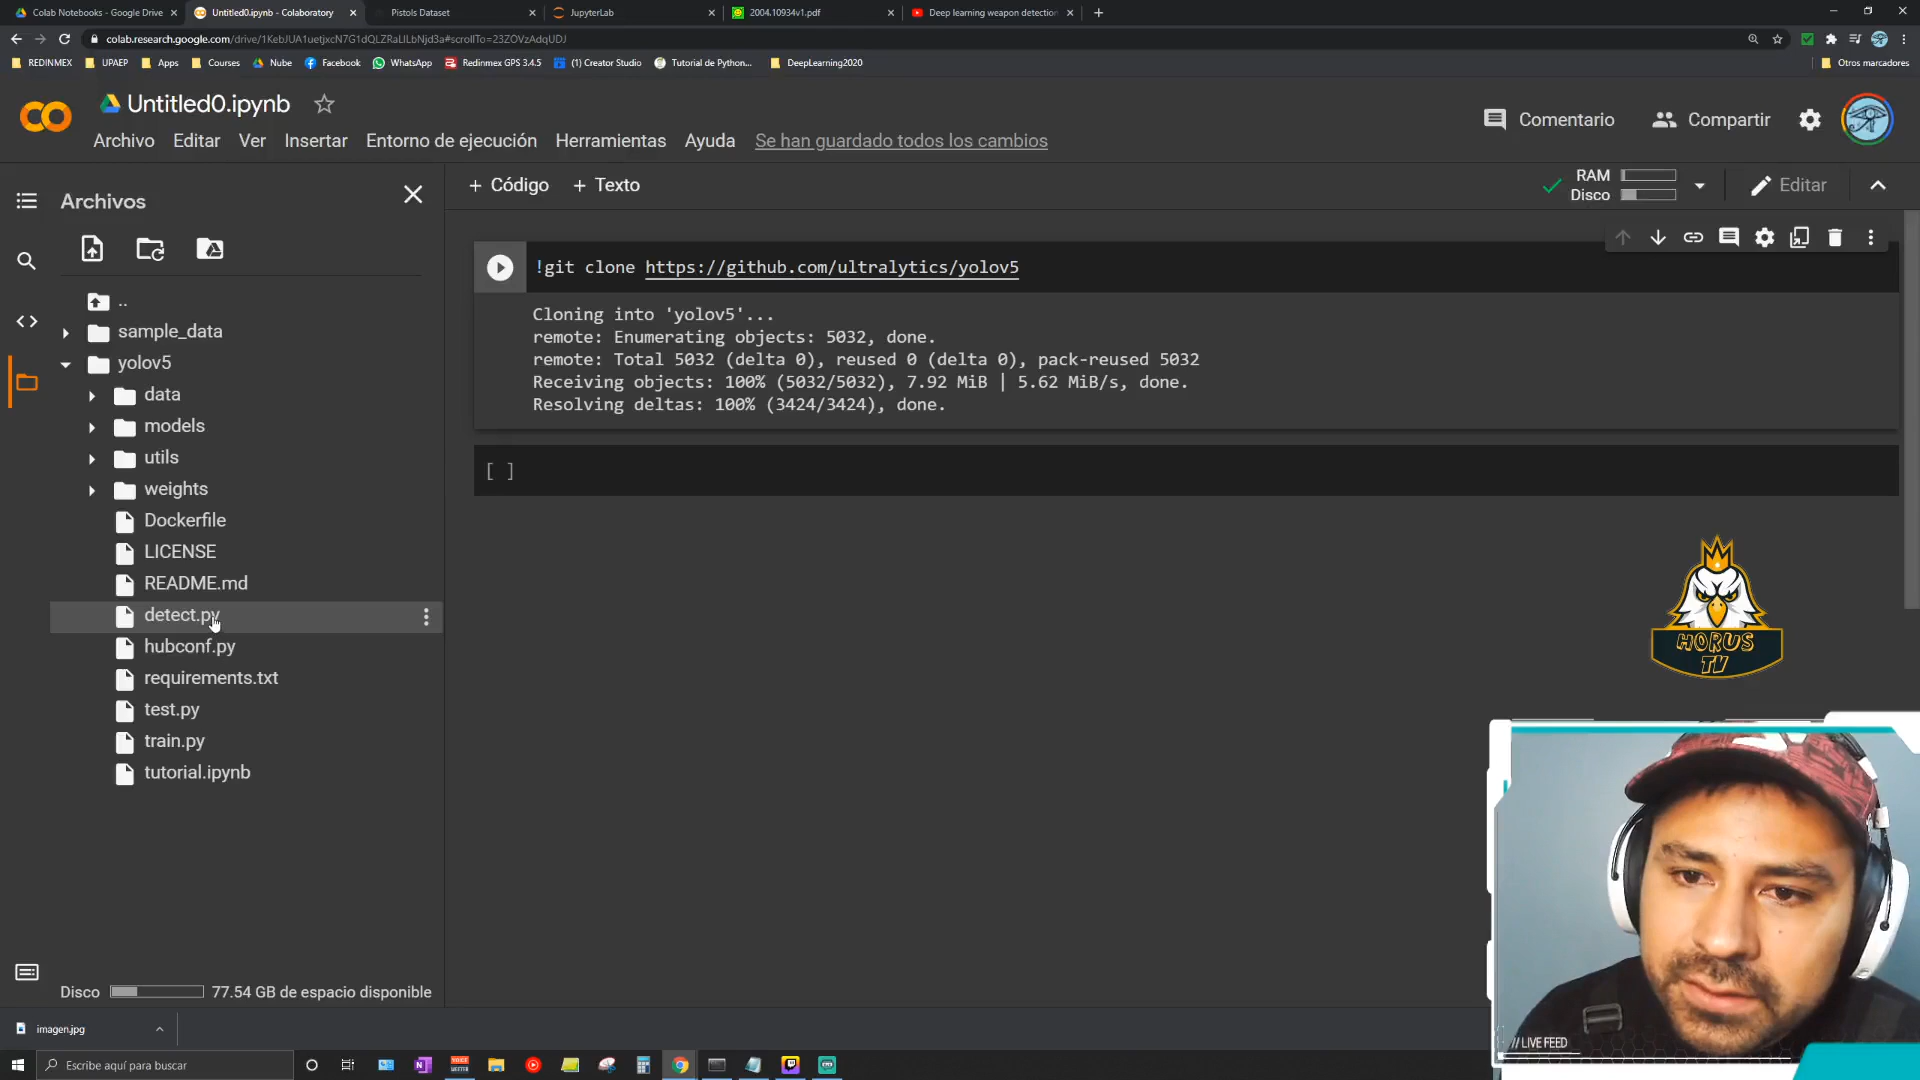 Colab Notebooks - Google Drive
Untitled0.ipynb - Colaboratory
Pistols Dataset
JupyterLab
2004.10934v1.pdf
Deep learning weapon detection
colab.research.google.com/drive/1KebJUA1uetjxcN7G1dQLZRaLILbNjd3a#scrollTo=23ZOVzAdqUDJ
REDINMEX
UPAEP
Apps
Courses
Nube
Facebook
WhatsApp
Redinmex GPS 3.4.5
(1) Creator Studio
Tutorial de Python...
DeepLearning2020
Otros marcadores
Untitled0.ipynb
Archivo Editar Ver Insertar Entorno de ejecución Herramientas Ayuda Se han guardado todos los cambios
Comentario
Compartir
Archivos
+ Código + Texto
RAM
Disco
Editar
..
sample_data
yolov5
data
models
utils
weights
Dockerfile
LICENSE
README.md
detect.py
hubconf.py
requirements.txt
test.py
train.py
tutorial.ipynb
Disco 77.54 GB de espacio disponible
!git clone https://github.com/ultralytics/yolov5
Cloning into 'yolov5'...
remote: Enumerating objects: 5032, done.
remote: Total 5032 (delta 0), reused 0 (delta 0), pack-reused 5032
Receiving objects: 100% (5032/5032), 7.92 MiB | 5.62 MiB/s, done.
Resolving deltas: 100% (3424/3424), done.
[ ]
HORUS
TV
// LIVE FEED
imagen.jpg
Escribe aquí para buscar